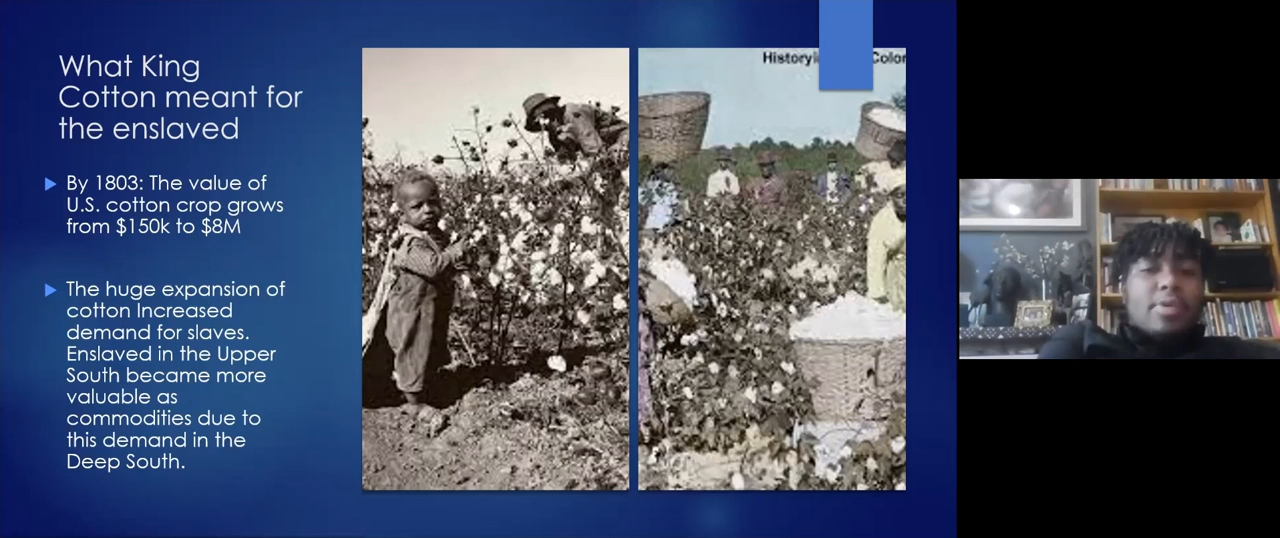 What King
Cotton meant for
the enslaved
By 1803: The value of
U.S. cotton crop grows
from $150k to $8M
The huge expansion of
cotton Increased
demand for slaves.
Enslaved in the Upper
South became more
valuable as
commodities due to
this demand in the
Deep South.
Historyi Color